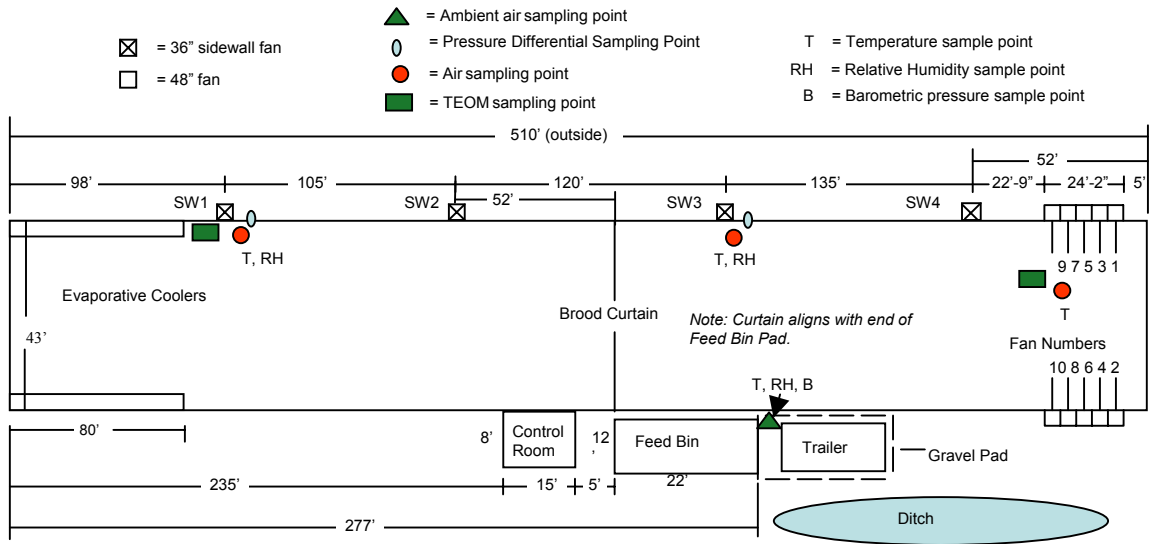 = Ambient air sampling point
= 36” sidewall fan
= Pressure Differential Sampling Point
T = Temperature sample point
= 48” fan
= Air sampling point
RH = Relative Humidity sample point
= TEOM sampling point
B = Barometric pressure sample point
510’ (outside)
52’
98’ 105’ 120’ 135’ 22’-9” 24’-2” 5’
SW1 SW2 52’ SW3 SW4
T, RH T, RH
9 7 5 3 1
Evaporative Coolers
T
Brood Curtain
Note: Curtain aligns with end of
Feed Bin Pad.
43’
Fan Numbers
10 8 6 4 2
T, RH, B
80’
8’ Control
Room
12
’
Feed Bin
Trailer
Gravel Pad
235’ 15’ 5’ 22’
277’
Ditch